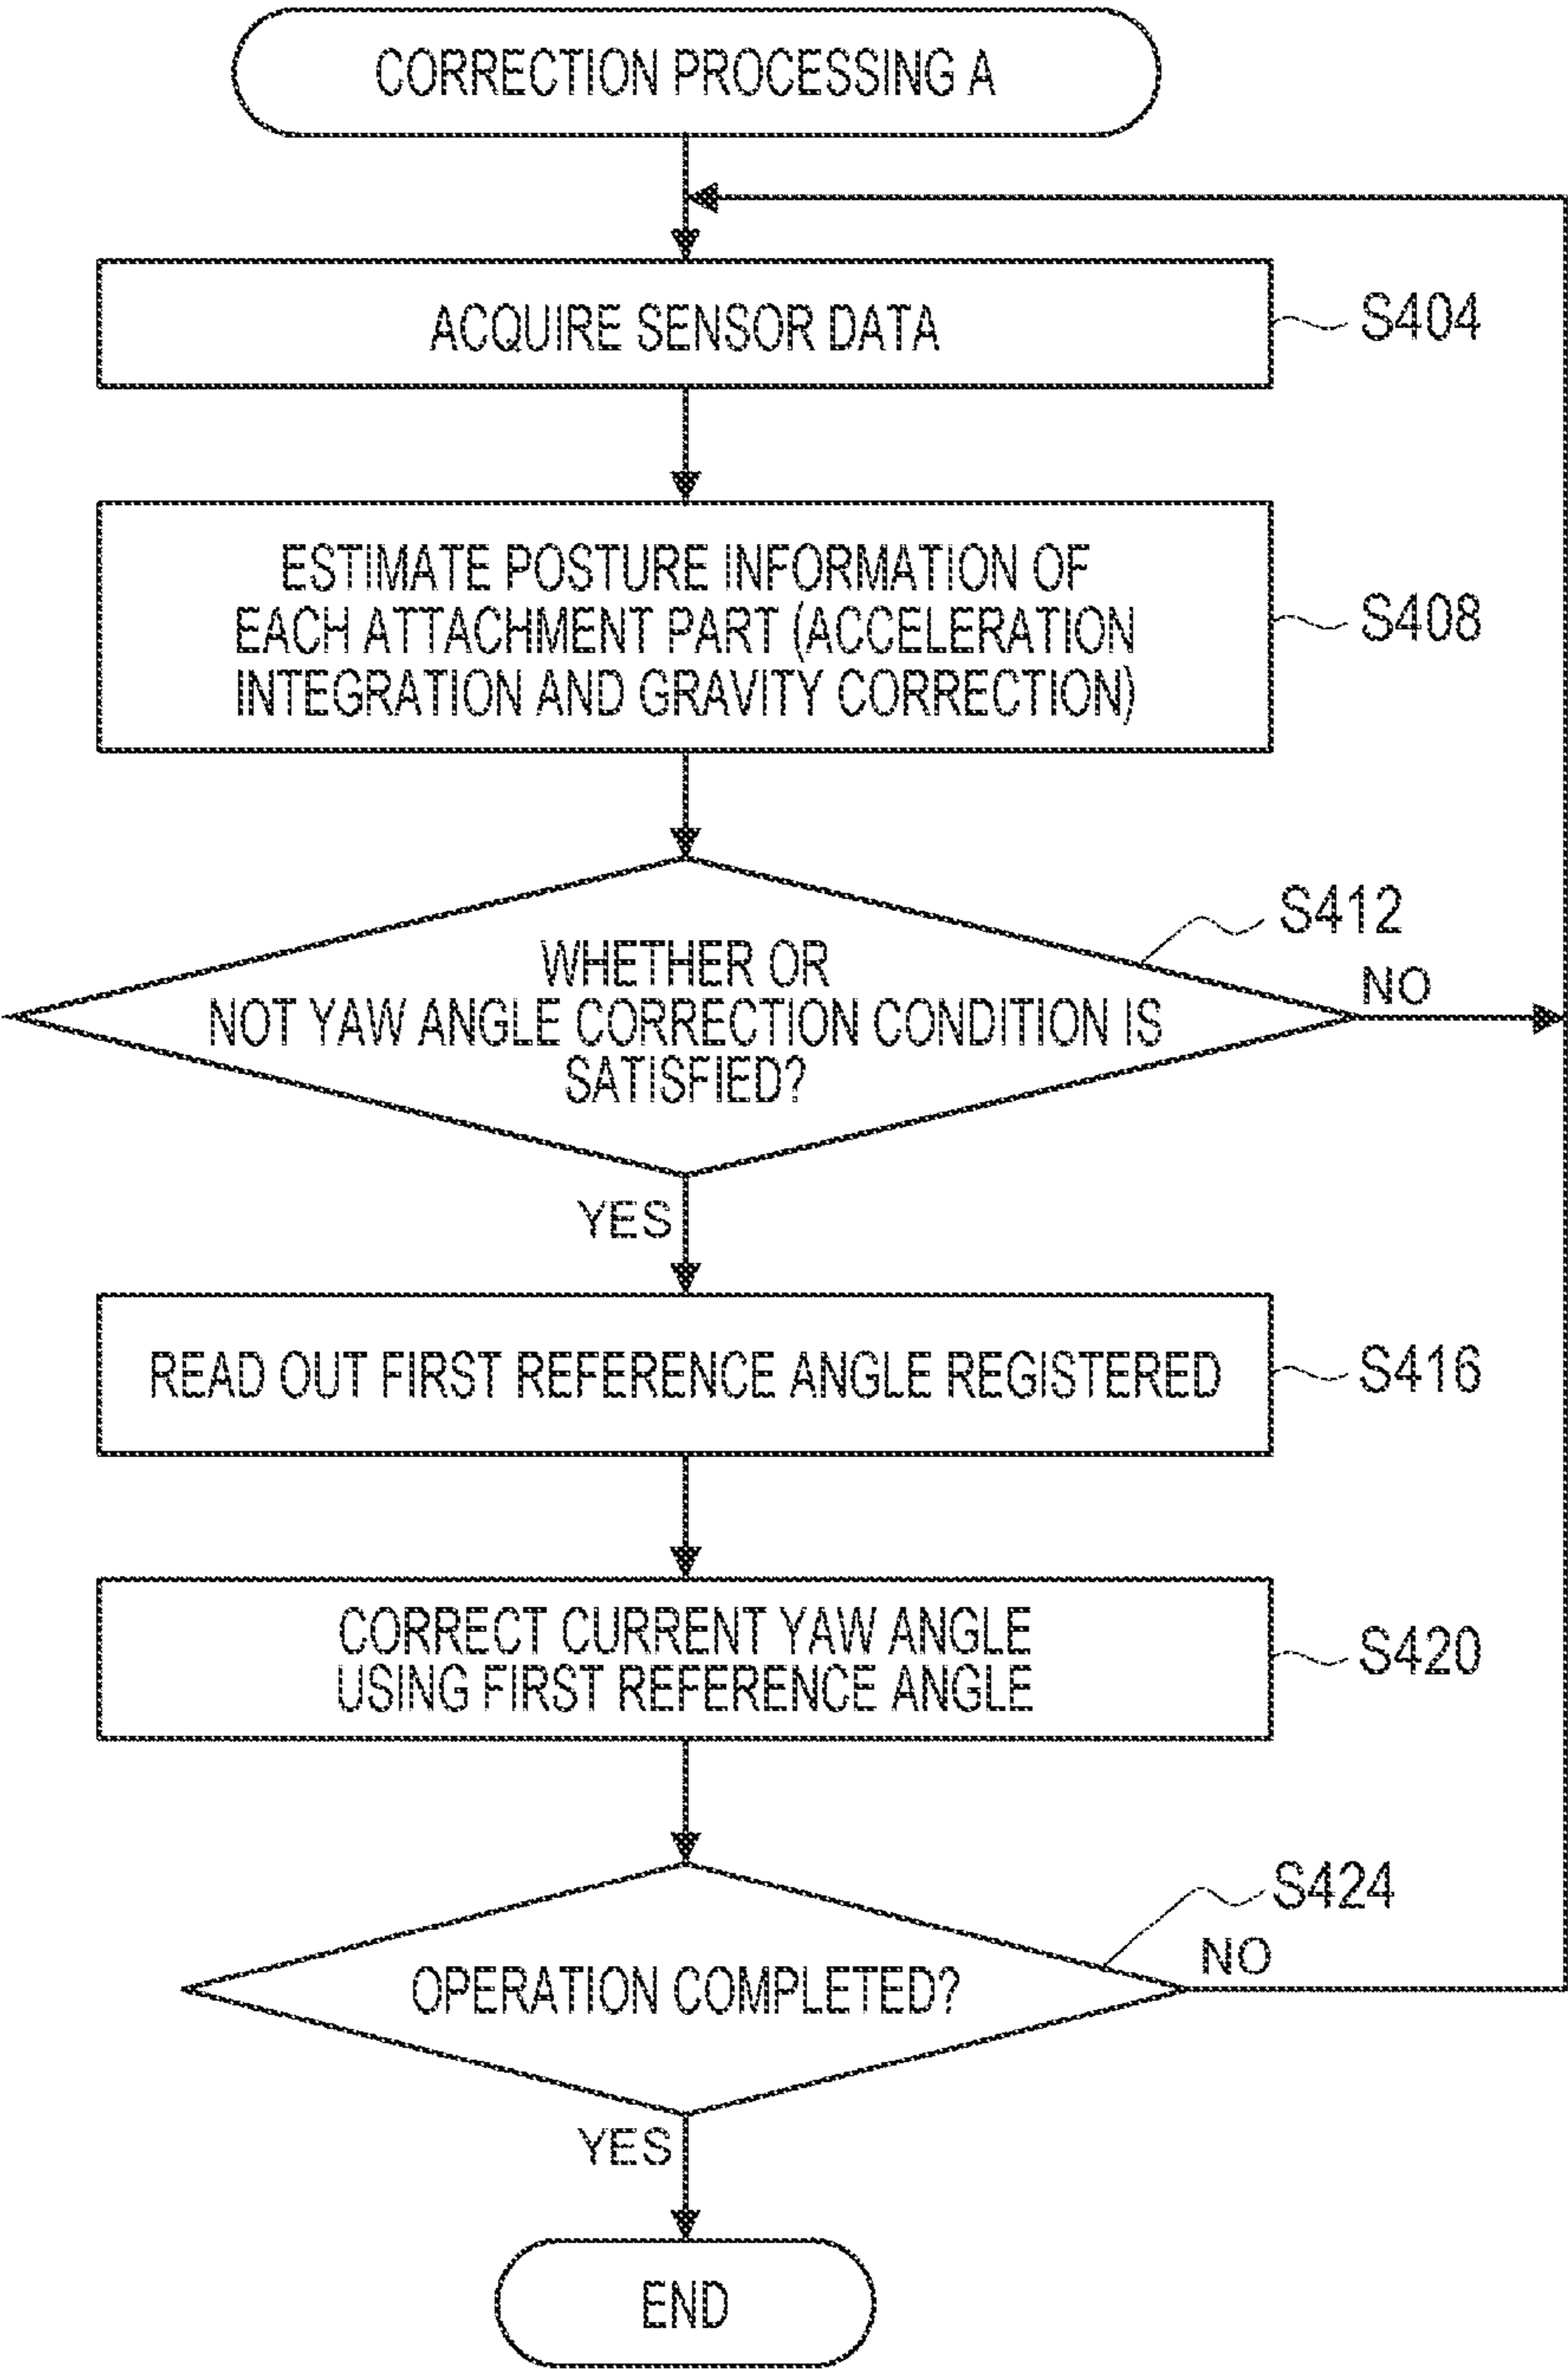 CORRECTION PROCESSING A
ACQUIRE SENSOR DATA
S404
ESTIMATE POSTURE INFORMATION OF
EACH ATTACHMENT PART (ACCELERATION
INTEGRATION AND GRAVITY CORRECTION)
S408
S412
WHETHER OR
NOT YAW ANGLE CORRECTION CONDITION IS
SATISFIED?
NO
YES
READ OUT FIRST REFERENCE ANGLE REGISTERED
S416
CORRECT CURRENT YAW ANGLE
USING FIRST REFERENCE ANGLE
S420
S424
OPERATION COMPLETED?
NO
YES
END